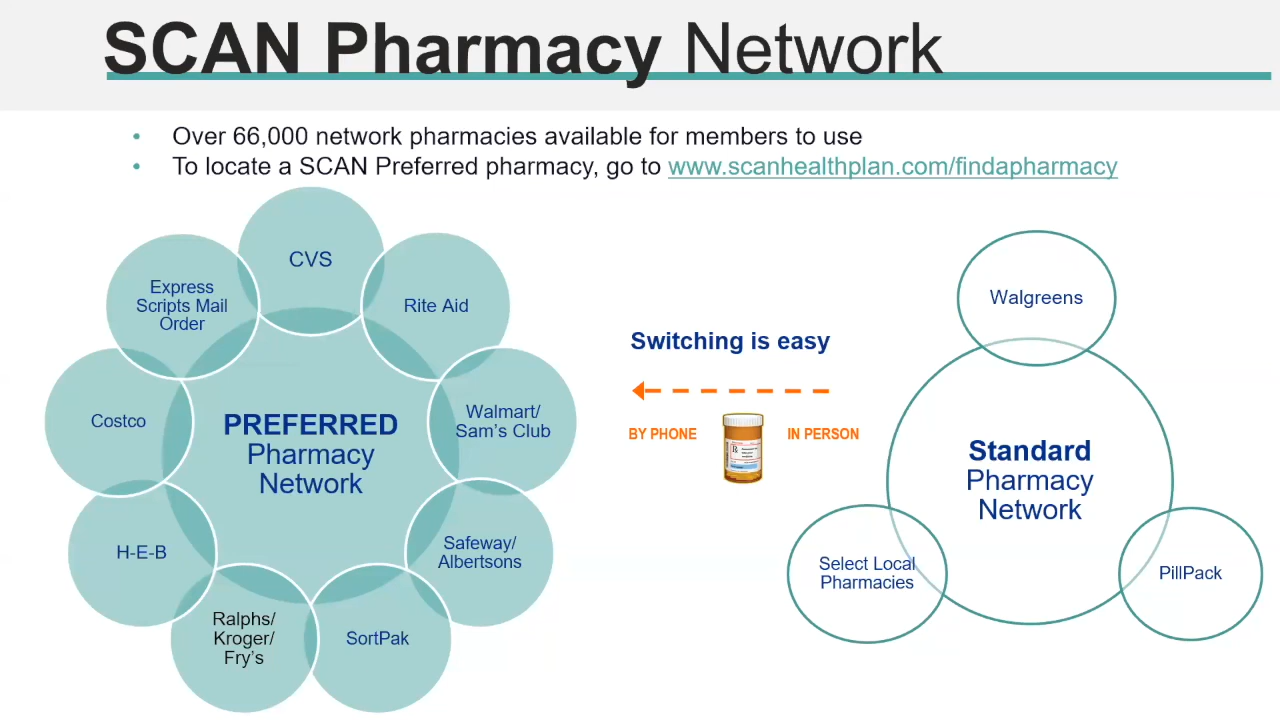 SCAN Pharmacy Network
• Over 66,000 network pharmacies available for members to use
• To locate a SCAN Preferred pharmacy, go to www.scanhealthplan.com/findapharmacy
CVS
Rite Aid
Walmart/
Sam's Club
Safeway/
Albertsons
SortPak
Ralphs/
Kroger/
Fry's
H-E-B
Costco
Express
Scripts Mail
Order
PREFERRED
Pharmacy
Network
Switching is easy
BY PHONE
IN PERSON
Rx
Walgreens
Standard
Pharmacy
Network
Select Local
Pharmacies
PillPack